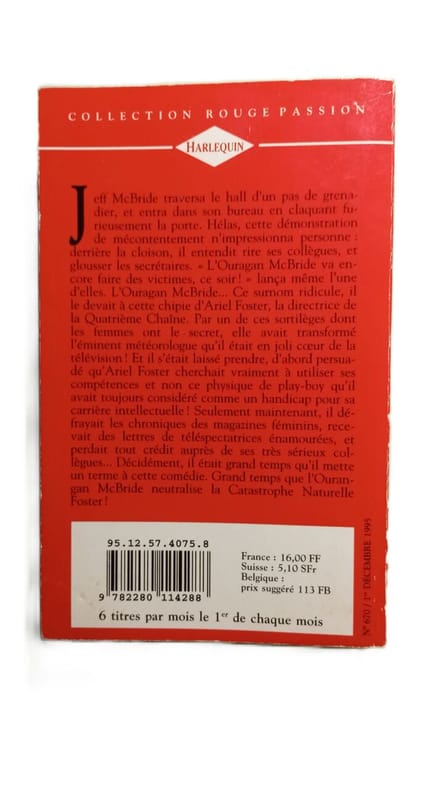 COLLECTION ROUGE PASSION
HARLEQUIN
Jeff McBride traversa le hall d'un pas de grena-
dier, et entra dans son bureau en claquant fu-
rieusement la porte. Hélas, cette démonstration
de mécontentement n'impressionna personne :
derrière la cloison, il entendit rire ses collègues, et
glousser les secrétaires. « L'Ouragan McBride va en-
core faire des victimes, ce soir! » lança même l'une
d'elles. L'Ouragan McBride... Ce surnom ridicule, il
le devait à cette chipie d'Ariel Foster, la directrice de
la Quatrième Chaîne. Par un de ces sortilèges dont
les femmes ont le secret, elle avait transformé
l'éminent météorologue qu'il était en joli cœur de la
télévision! Et il s'était laissé prendre, d'abord persua-
dé qu'Ariel Foster cherchait vraiment à utiliser ses
compétences et non ce physique de play-boy qu'il
avait toujours considéré comme un handicap pour sa
carrière intellectuelle! Seulement maintenant, il dé-
frayait les chroniques des magazines féminins, rece-
vait des lettres de téléspectatrices énamourées, et
perdait tout crédit auprès de ses très sérieux col-
lègues... Décidément, il était grand temps qu'il mette
un terme à cette comédie. Grand temps que l'Oura-
gan McBride neutralise la Catastrophe Naturelle
Foster!
95.12.57.4075.8
9 782280 114288
France : 16,00 FF
Suisse : 5,10 SFr
Belgique :
prix suggéré 113 FB
6 titres par mois le 1er de chaque mois
N° 670 / 1er DÉCEMBRE 1995